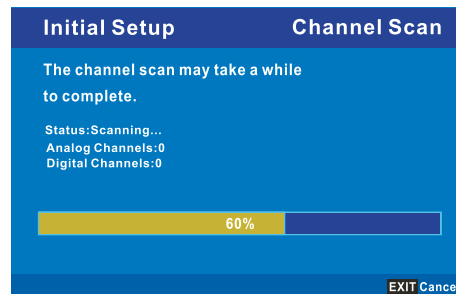 Initial Setup Channel Scan
The channel scan may take a while
to complete.
Status:Scanning...
Analog Channels:0
Digital Channels:0
60%
EXIT Cance